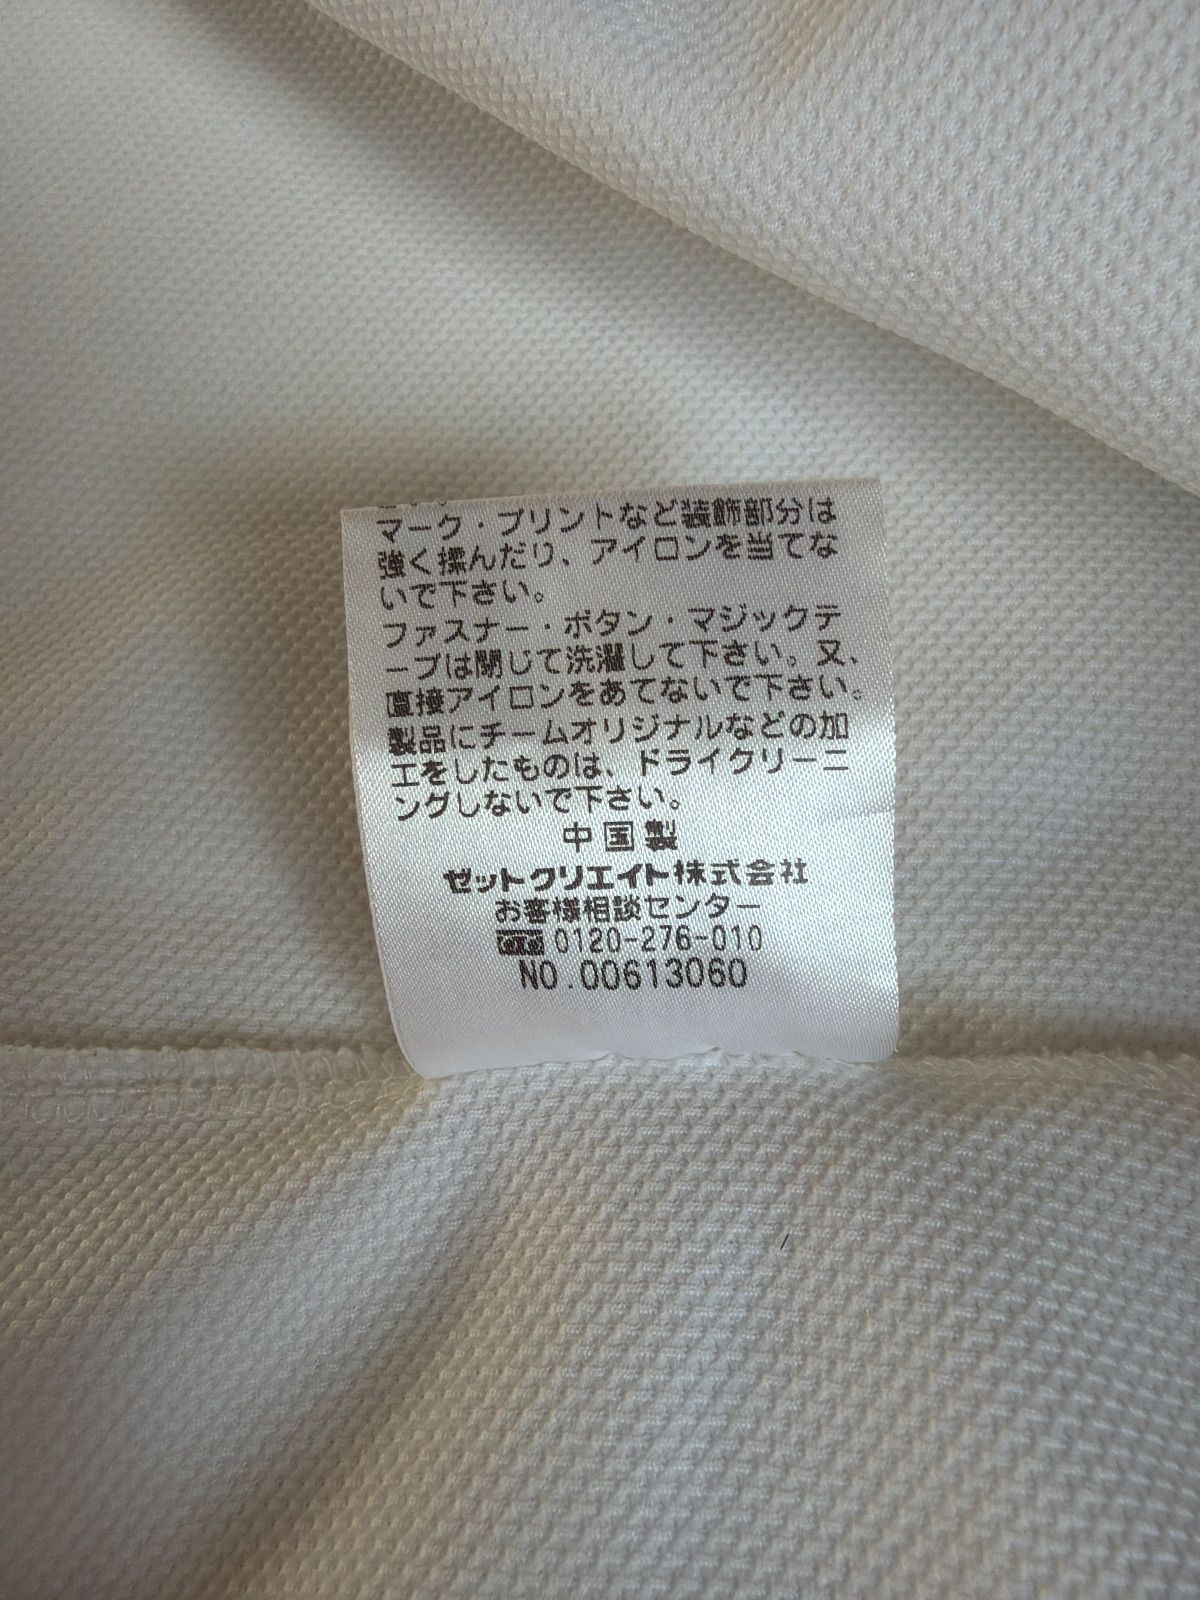 マーク・プリントなど装飾部分は
強く揉んだり、アイロンを当てな
いで下さい。
ファスナー・ボタン・マジックテ
ープは閉じて洗濯して下さい。又、
直接アイロンをあてないで下さい。
製品にチームオリジナルなどの加
工をしたものは、ドライクリーニ
ングしないで下さい。
中国製
ゼットクリエイト株式会社
お客様相談センター
0120-276-010
NO.00613060